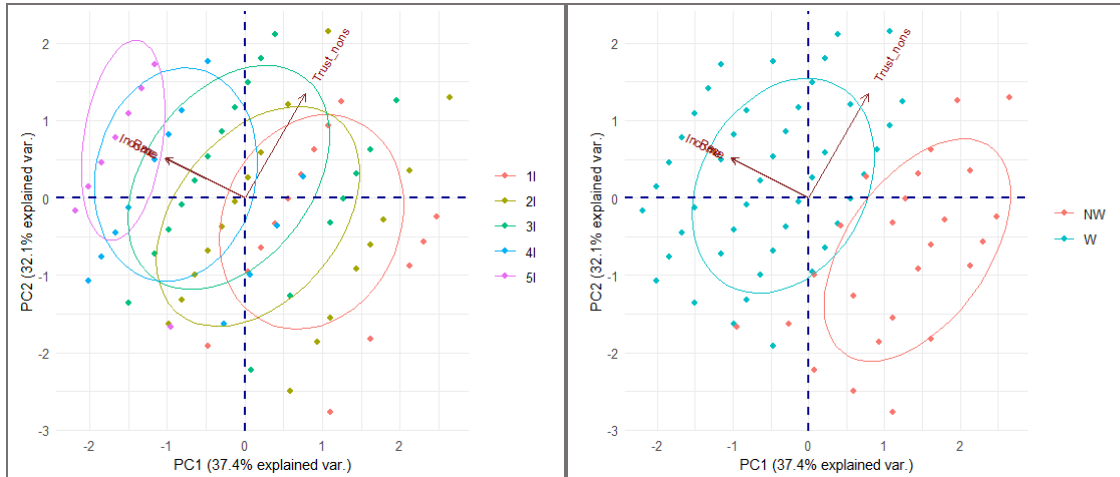 PC2 (32.1% explained var.)
2
1
0
-1
-2
-3
Trust_nons
-2
-1
0
1
2
PC1 (37.4% explained var.)
1I
2I
3I
4I
5I
PC2 (32.1% explained var.)
2
1
0
-1
-2
-3
Trust_nons
-2
-1
0
1
2
PC1 (37.4% explained var.)
NW
W